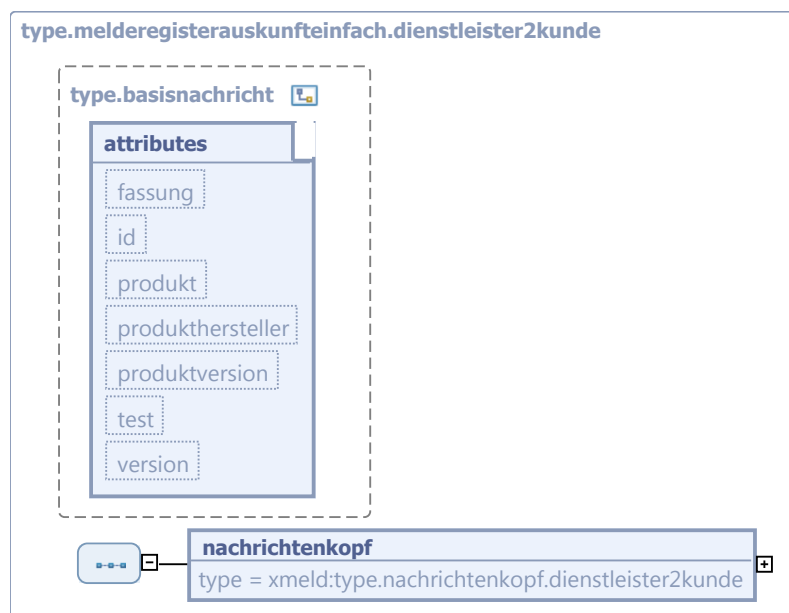 type.melderegisterauskunfteinfach.dienstleister2kunde
type.basisnachricht
attributes
fassung
id
produkt
produkthersteller
produktversion
test
version
nachrichtenkopf
type = xmeld:type.nachrichtenkopf.dienstleister2kunde